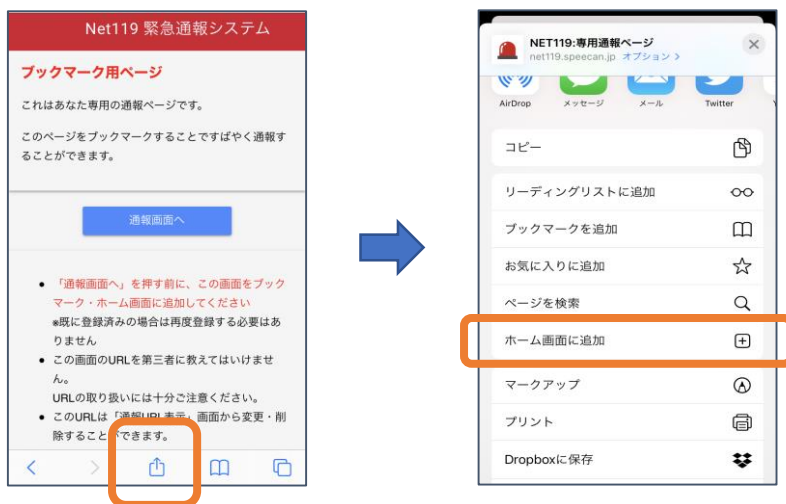 Net119 緊急通報システム
ブックマーク用ページ
これはあなた専用の通報ページです。
このページをブックマークすることですばやく通報す
ることができます。
通報画面へ
• 「通報画面へ」を押す前に、この画面をブック
マーク・ホーム画面に追加してください
※既に登録済みの場合は再度登録する必要はあ
りません
• この画面のURLを第三者に教えてはいけませ
ん。
URLの取り扱いには十分ご注意ください。
• このURLは「通報URL表示」画面から変更・削
除することができます。
NET119:専用通報ページ
net119.speecan.jp オプション >
AirDrop メッセージ メール Twitter
コピー
リーディングリストに追加
ブックマークを追加
お気に入りに追加
ページを検索
ホーム画面に追加
マークアップ
プリント
Dropboxに保存